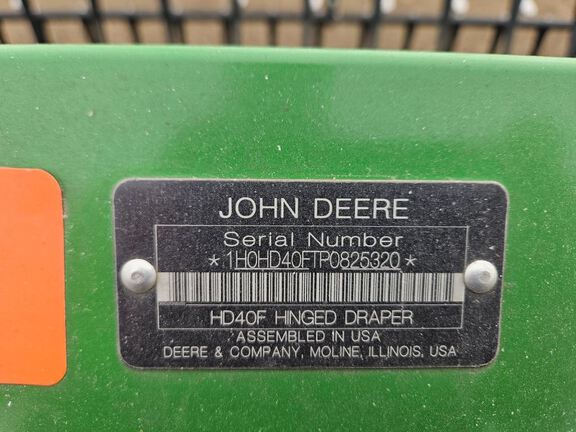 JOHN DEERE
Serial Number
*1H0HD40FTP0825320*
HD40F HINGED DRAPER
ASSEMBLED IN USA
DEERE & COMPANY, MOLINE, ILLINOIS, USA